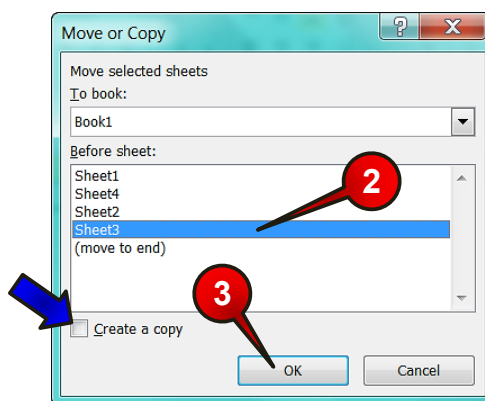 Move or Copy
?
X
Move selected sheets
To book:
Book1
Before sheet:
Sheet1
Sheet4
Sheet2
Sheet3
(move to end)
2
3
Create a copy
OK
Cancel